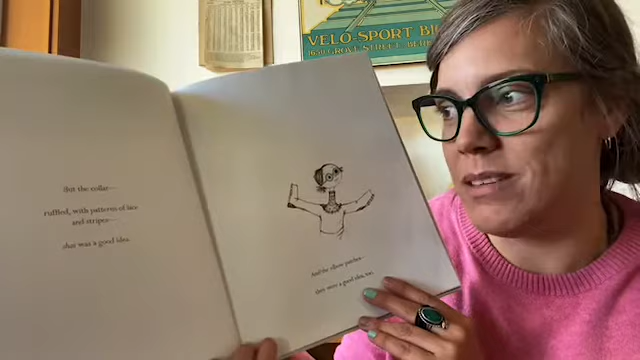 VELO-SPORT BI
1650 GROVE STREET, BERK
But the collar—
ruffled, with patterns of lace
and stripes—
that was a good idea.
And the elbow patches—
they were a good idea, too.